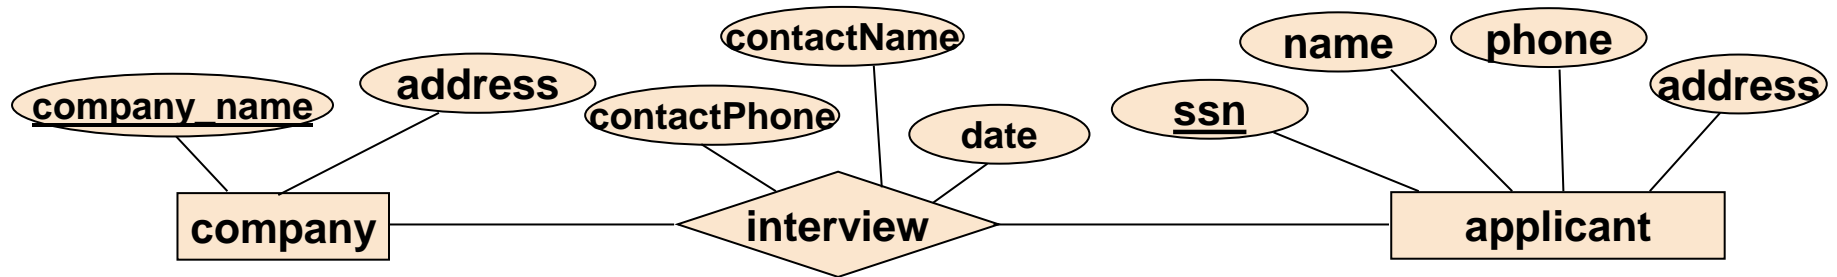 contactName
name
phone
address
address
company_name
contactPhone
ssn
date
company
interview
applicant